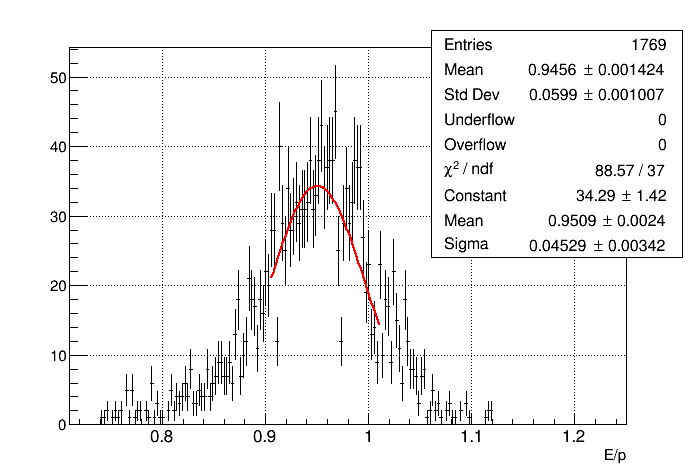 Entries 1769
Mean 0.9456 ± 0.001424
Std Dev 0.0599 ± 0.001007
Underflow 0
Overflow 0
χ² / ndf 88.57 / 37
Constant 34.29 ± 1.42
Mean 0.9509 ± 0.0024
Sigma 0.04529 ± 0.00342
50
40
30
20
10
0
0.8 0.9 1 1.1 1.2
E/p